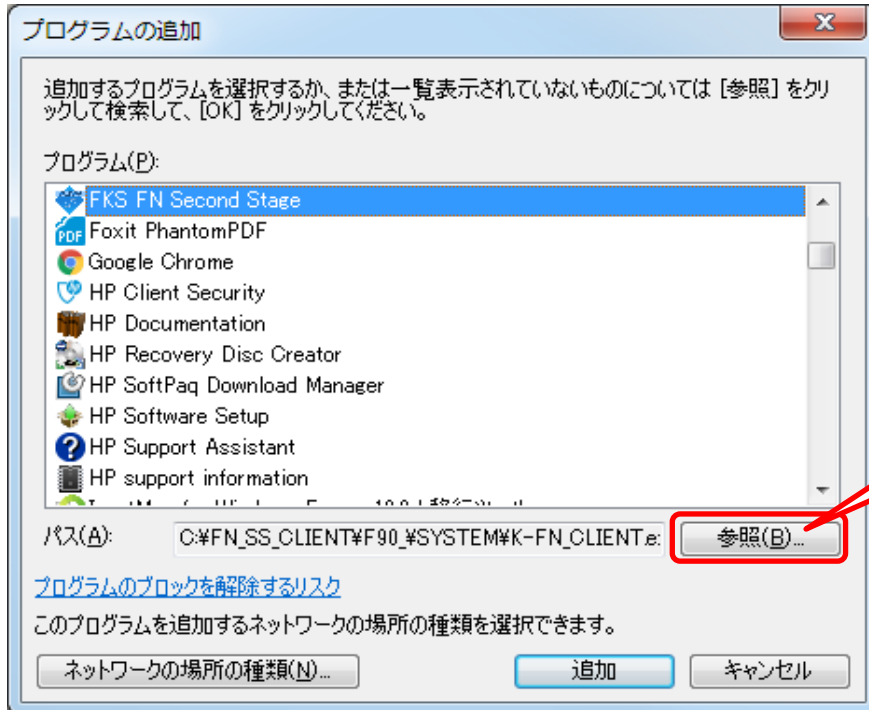 プログラムの追加
追加するプログラムを選択するか、または一覧表示されていないものについては [参照] をクリ
ックして検索して、[OK] をクリックしてください。
プログラム(P):
FKS FN Second Stage
Foxit PhantomPDF
Google Chrome
HP Client Security
HP Documentation
HP Recovery Disc Creator
HP SoftPaq Download Manager
HP Software Setup
HP Support Assistant
HP support information
パス(A): C:¥FN_SS_CLIENT¥F90_¥SYSTEM¥K-FN_CLIENT.e: 参照(B)...
プログラムのブロックを解除するリスク
このプログラムを追加するネットワークの場所の種類を選択できます。
ネットワークの場所の種類(N)... 追加 キャンセル